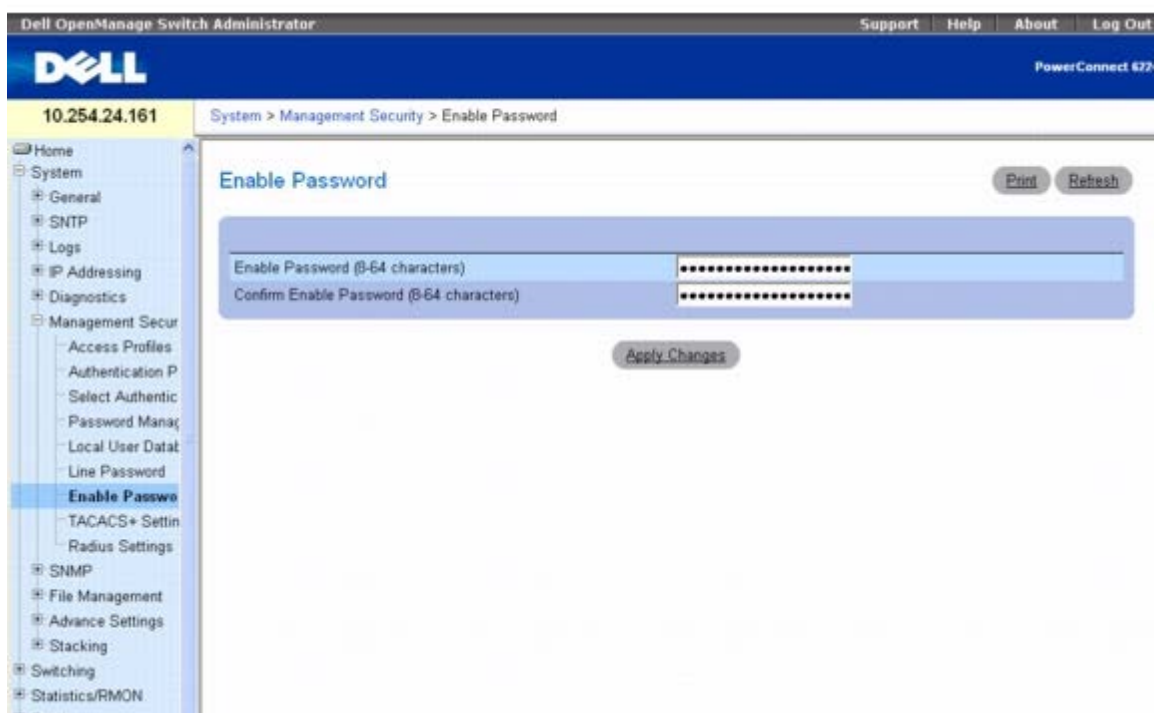 Dell OpenManage Switch Administrator Support Help About Log Out
DELL
PowerConnect 622
10.254.24.161
System > Management Security > Enable Password
Home
System
General
SNTP
Logs
IP Addressing
Diagnostics
Management Secur
Access Profiles
Authentication P
Select Authentic
Password Manag
Local User Datab
Line Password
Enable Passwo
TACACS+ Settin
Radius Settings
SNMP
File Management
Advance Settings
Stacking
Switching
Statistics/RMON
Enable Password
Print Refresh
Enable Password (8-64 characters) •••••••••••••••••••
Confirm Enable Password (8-64 characters) •••••••••••••••••••
Apply Changes